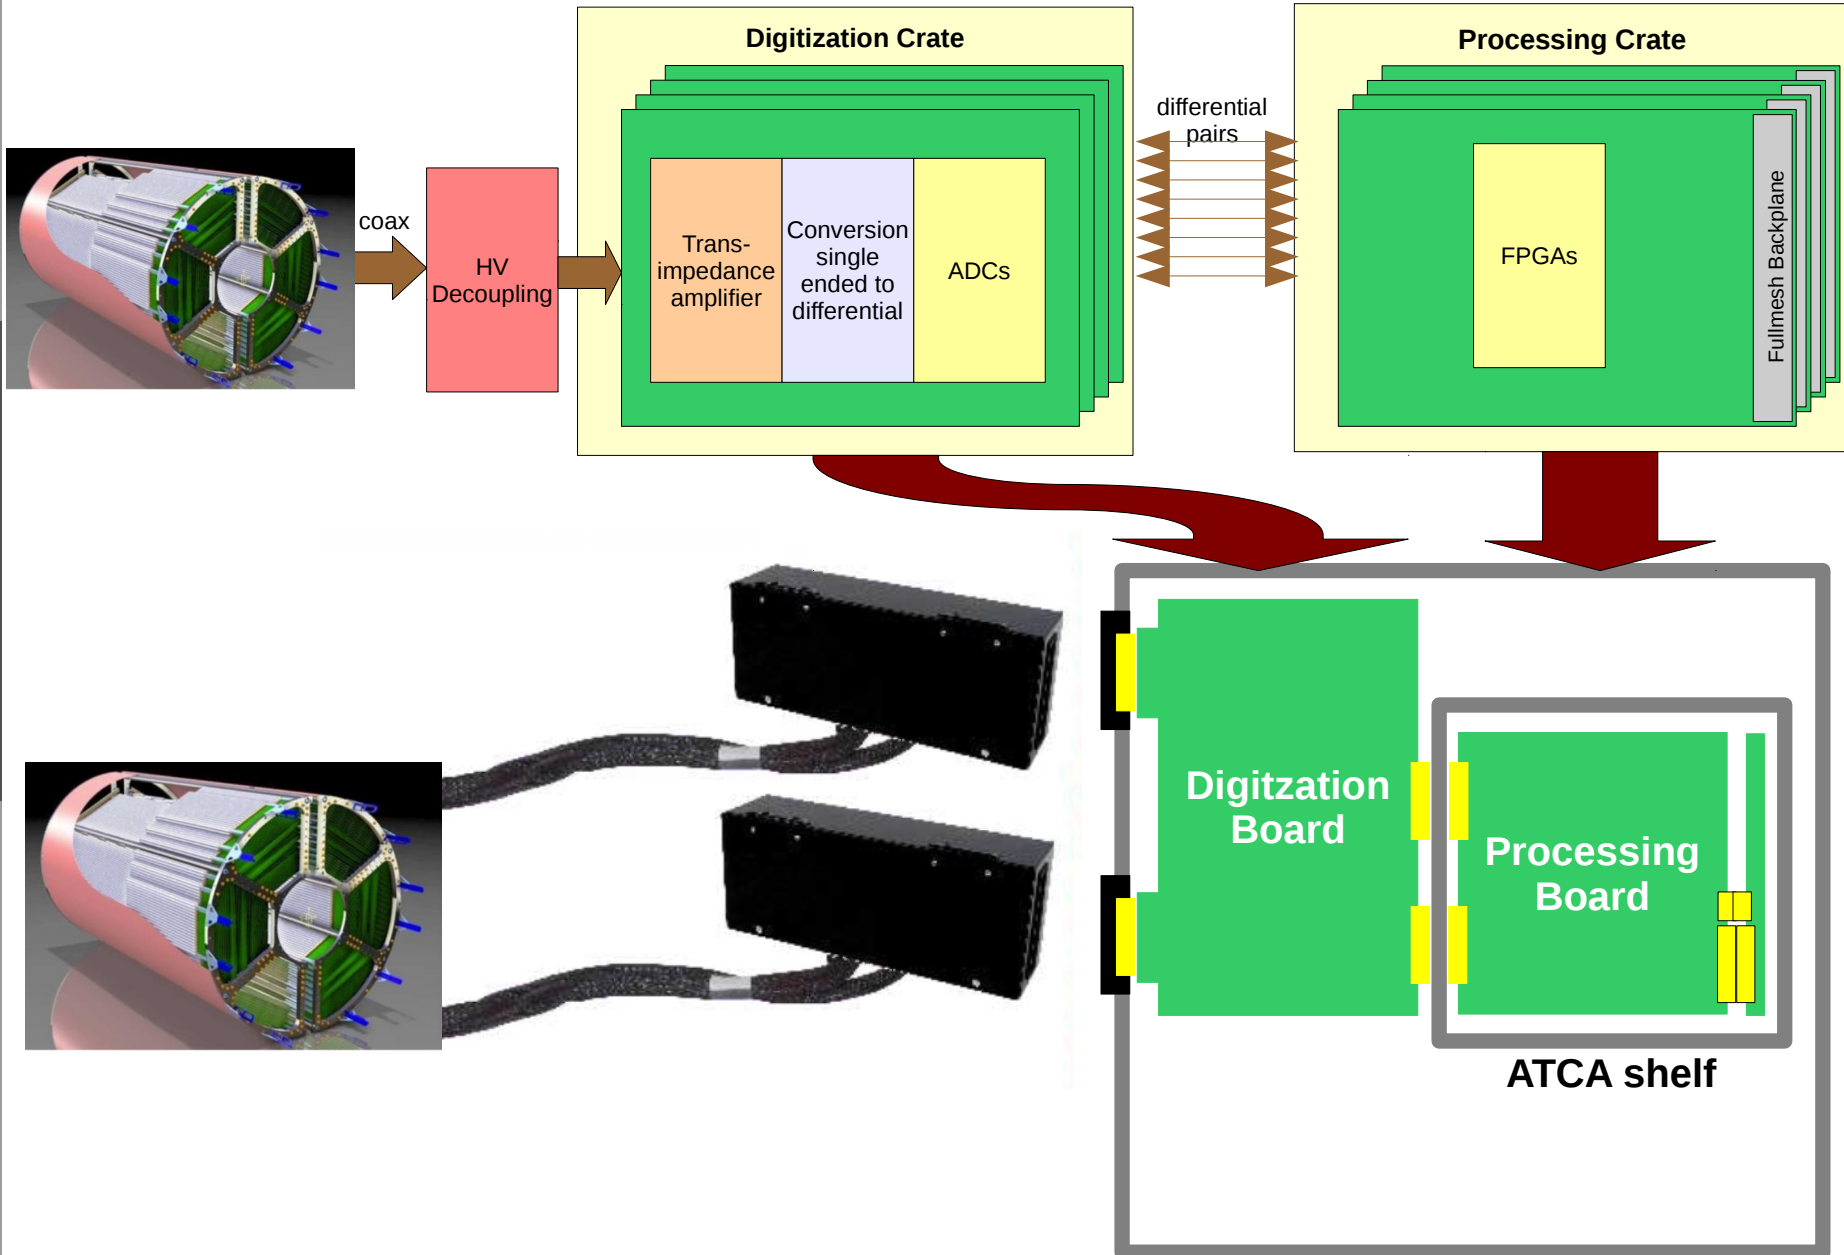 Digitization Crate
Processing Crate
differential
pairs
coax
HV
Decoupling
Trans-
impedance
amplifier
Conversion
single
ended to
differential
ADCs
FPGAs
Fullmesh Backplane
Digitzation
Board
Processing
Board
ATCA shelf